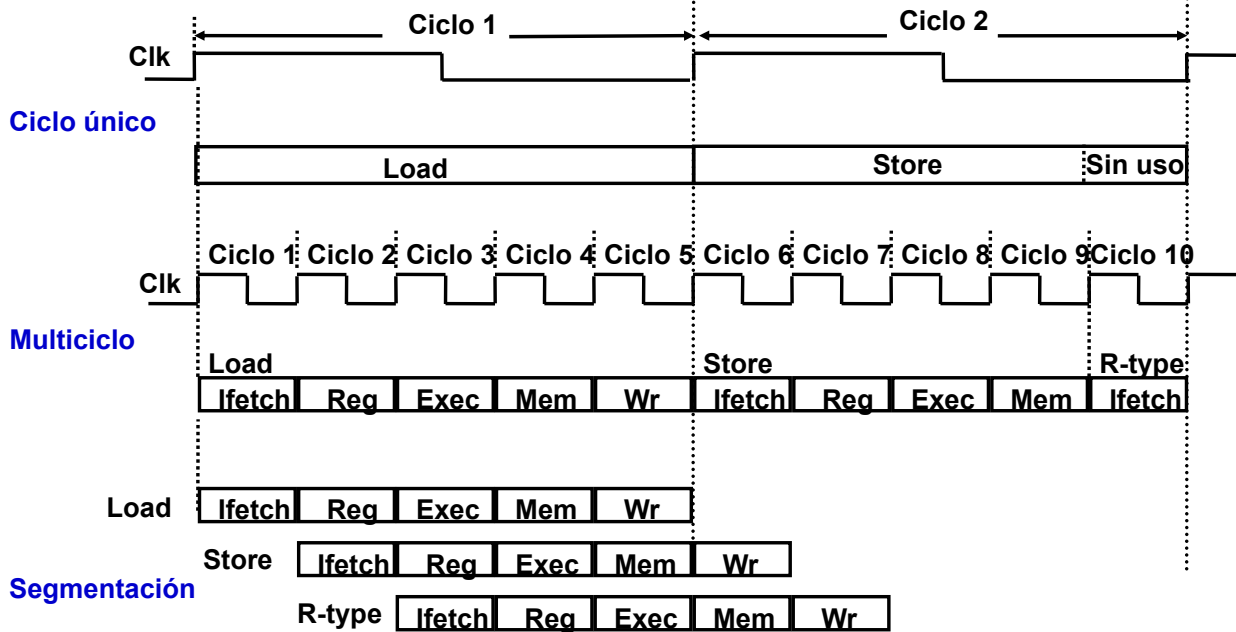 Ciclo 1 Ciclo 2
Clk
Ciclo único
Load Store Sin uso
Ciclo 1 Ciclo 2 Ciclo 3 Ciclo 4 Ciclo 5 Ciclo 6 Ciclo 7 Ciclo 8 Ciclo 9 Ciclo 10
Clk
Multiciclo
Load Store R-type
Ifetch Reg Exec Mem Wr Ifetch Reg Exec Mem Ifetch
Load Ifetch Reg Exec Mem Wr
Store Ifetch Reg Exec Mem Wr
Segmentación
R-type Ifetch Reg Exec Mem Wr